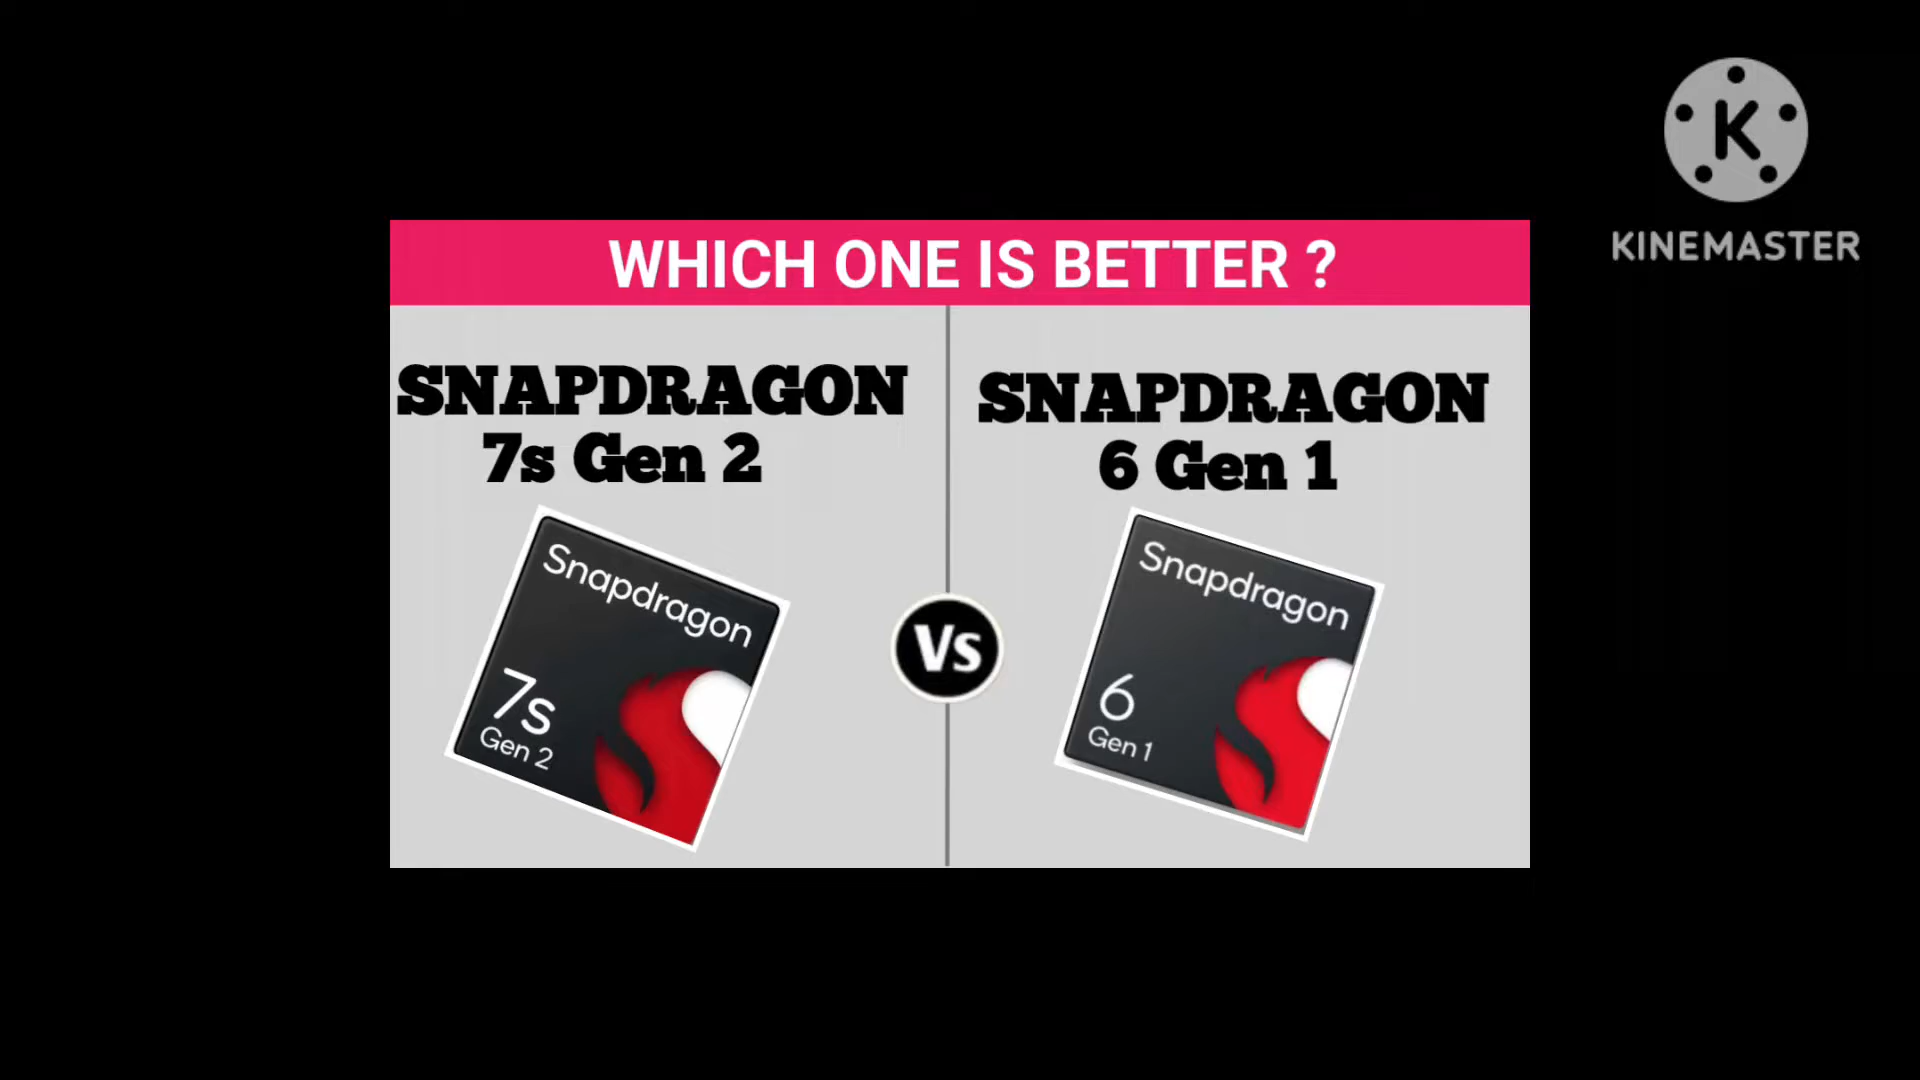 KINEMASTER
WHICH ONE IS BETTER ?
SNAPDRAGON
7s Gen 2
SNAPDRAGON
6 Gen 1
Snapdragon
7s
Gen 2
Vs
Snapdragon
6
Gen 1